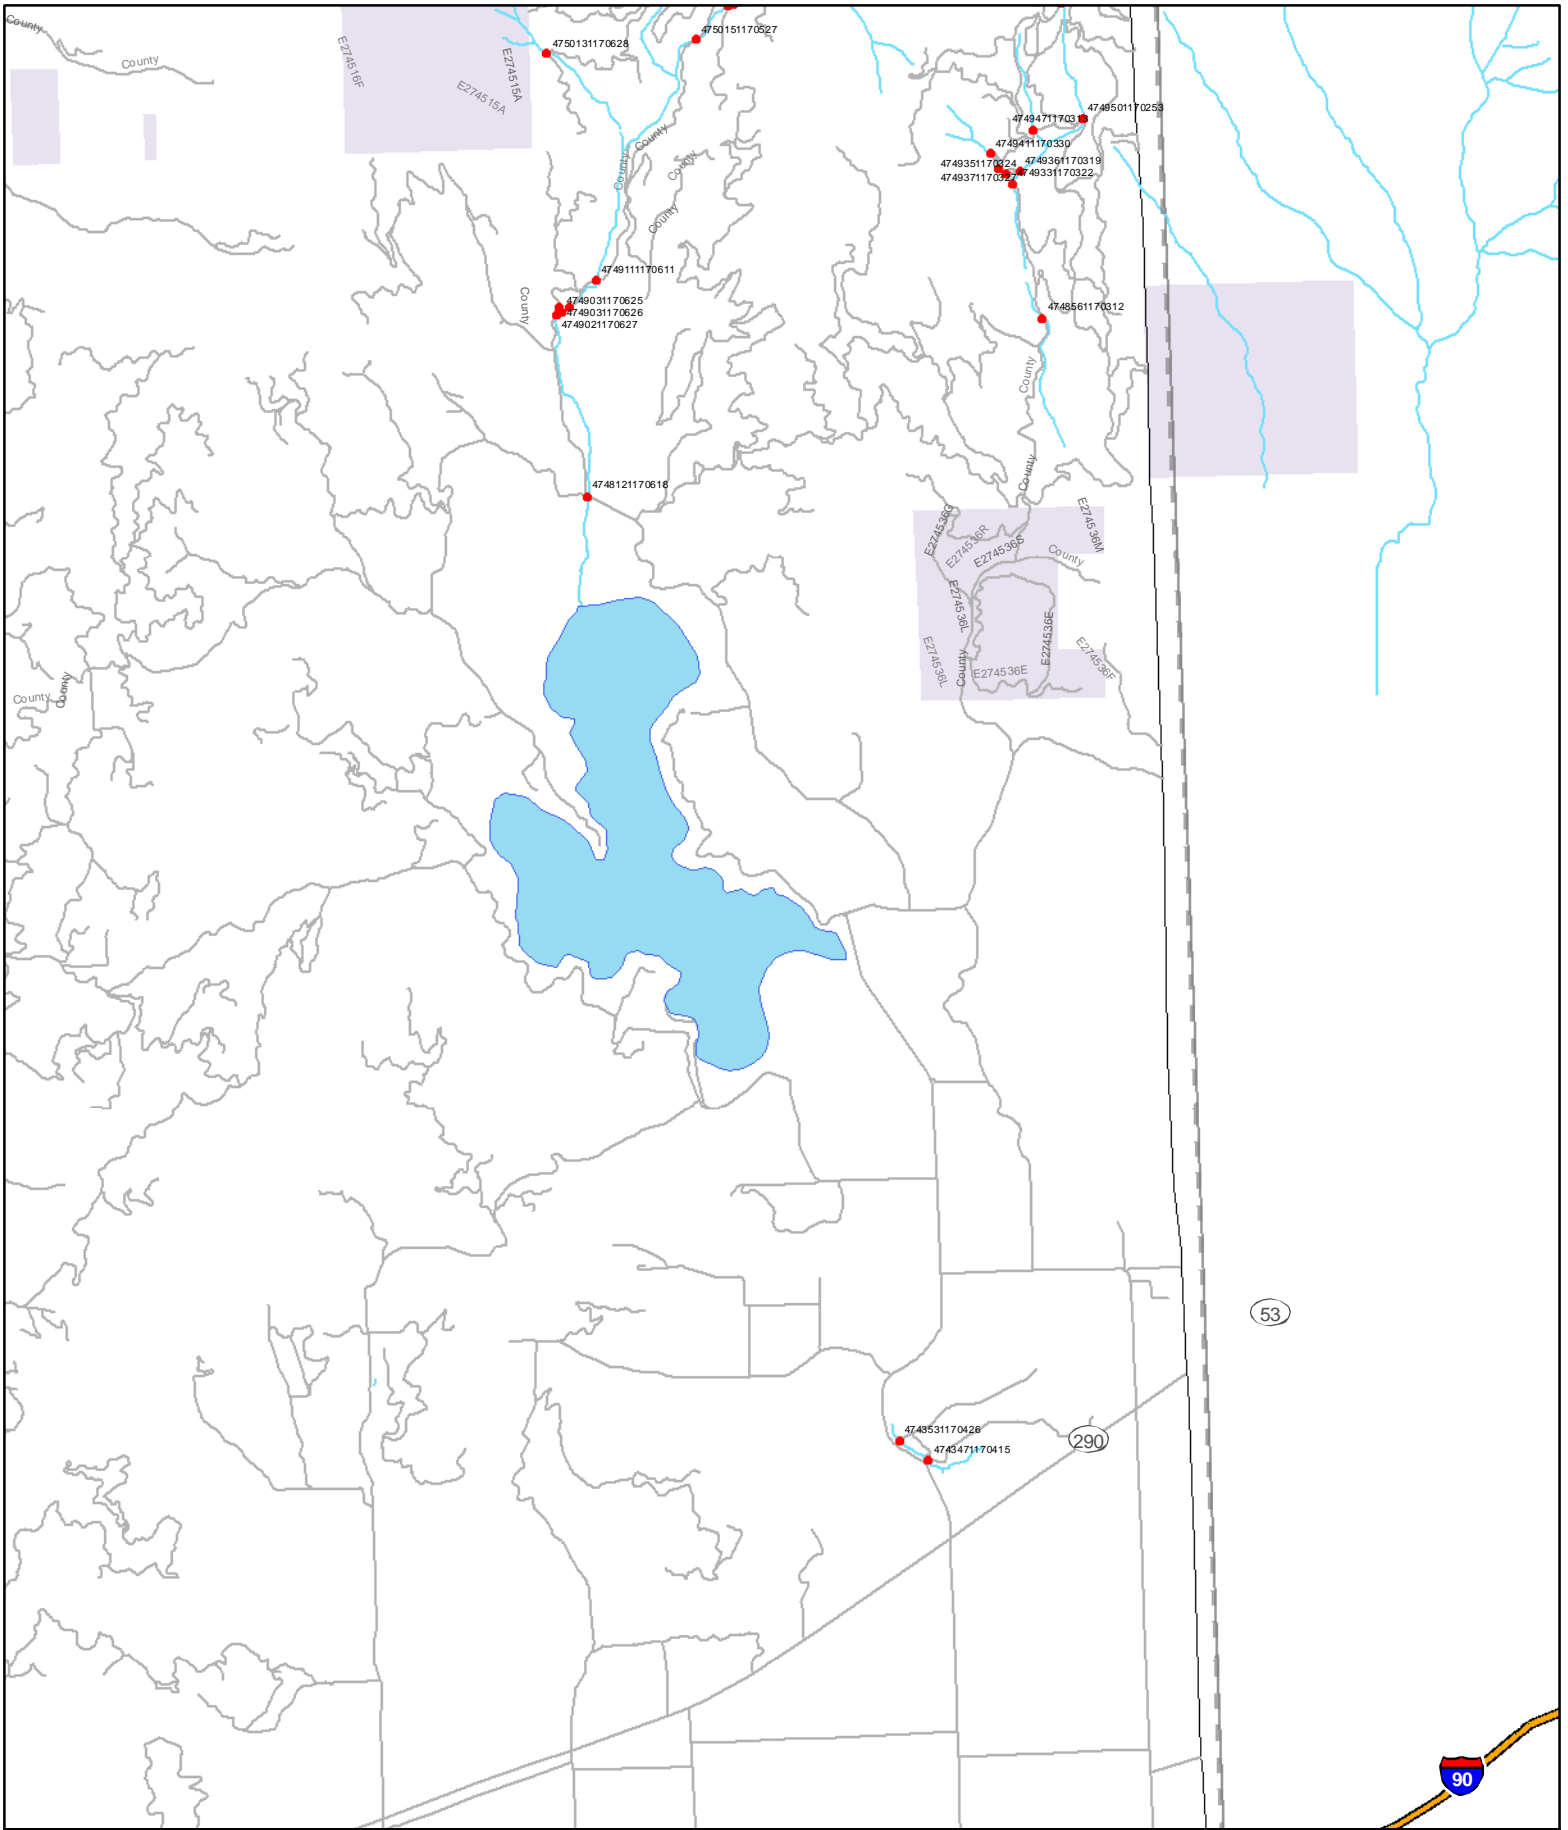 County
County
E274516F
E274515A
E274515A
4750131170628
4750151170527
County
County
County
County
4749501170253
4749471170313
4749411170330
4749351170324
4749361170319
4749371170327
4749331170322
4749111170611
4749031170625
4749031170626
4749021170627
County
4748561170312
County
4748121170618
County
E274536G
E274536R
E274536S
E274536M
County
E274536L
E274536L
County
E274536E
E274536E
E274536F
County
County
53
4743531170426
4743471170415
290
90